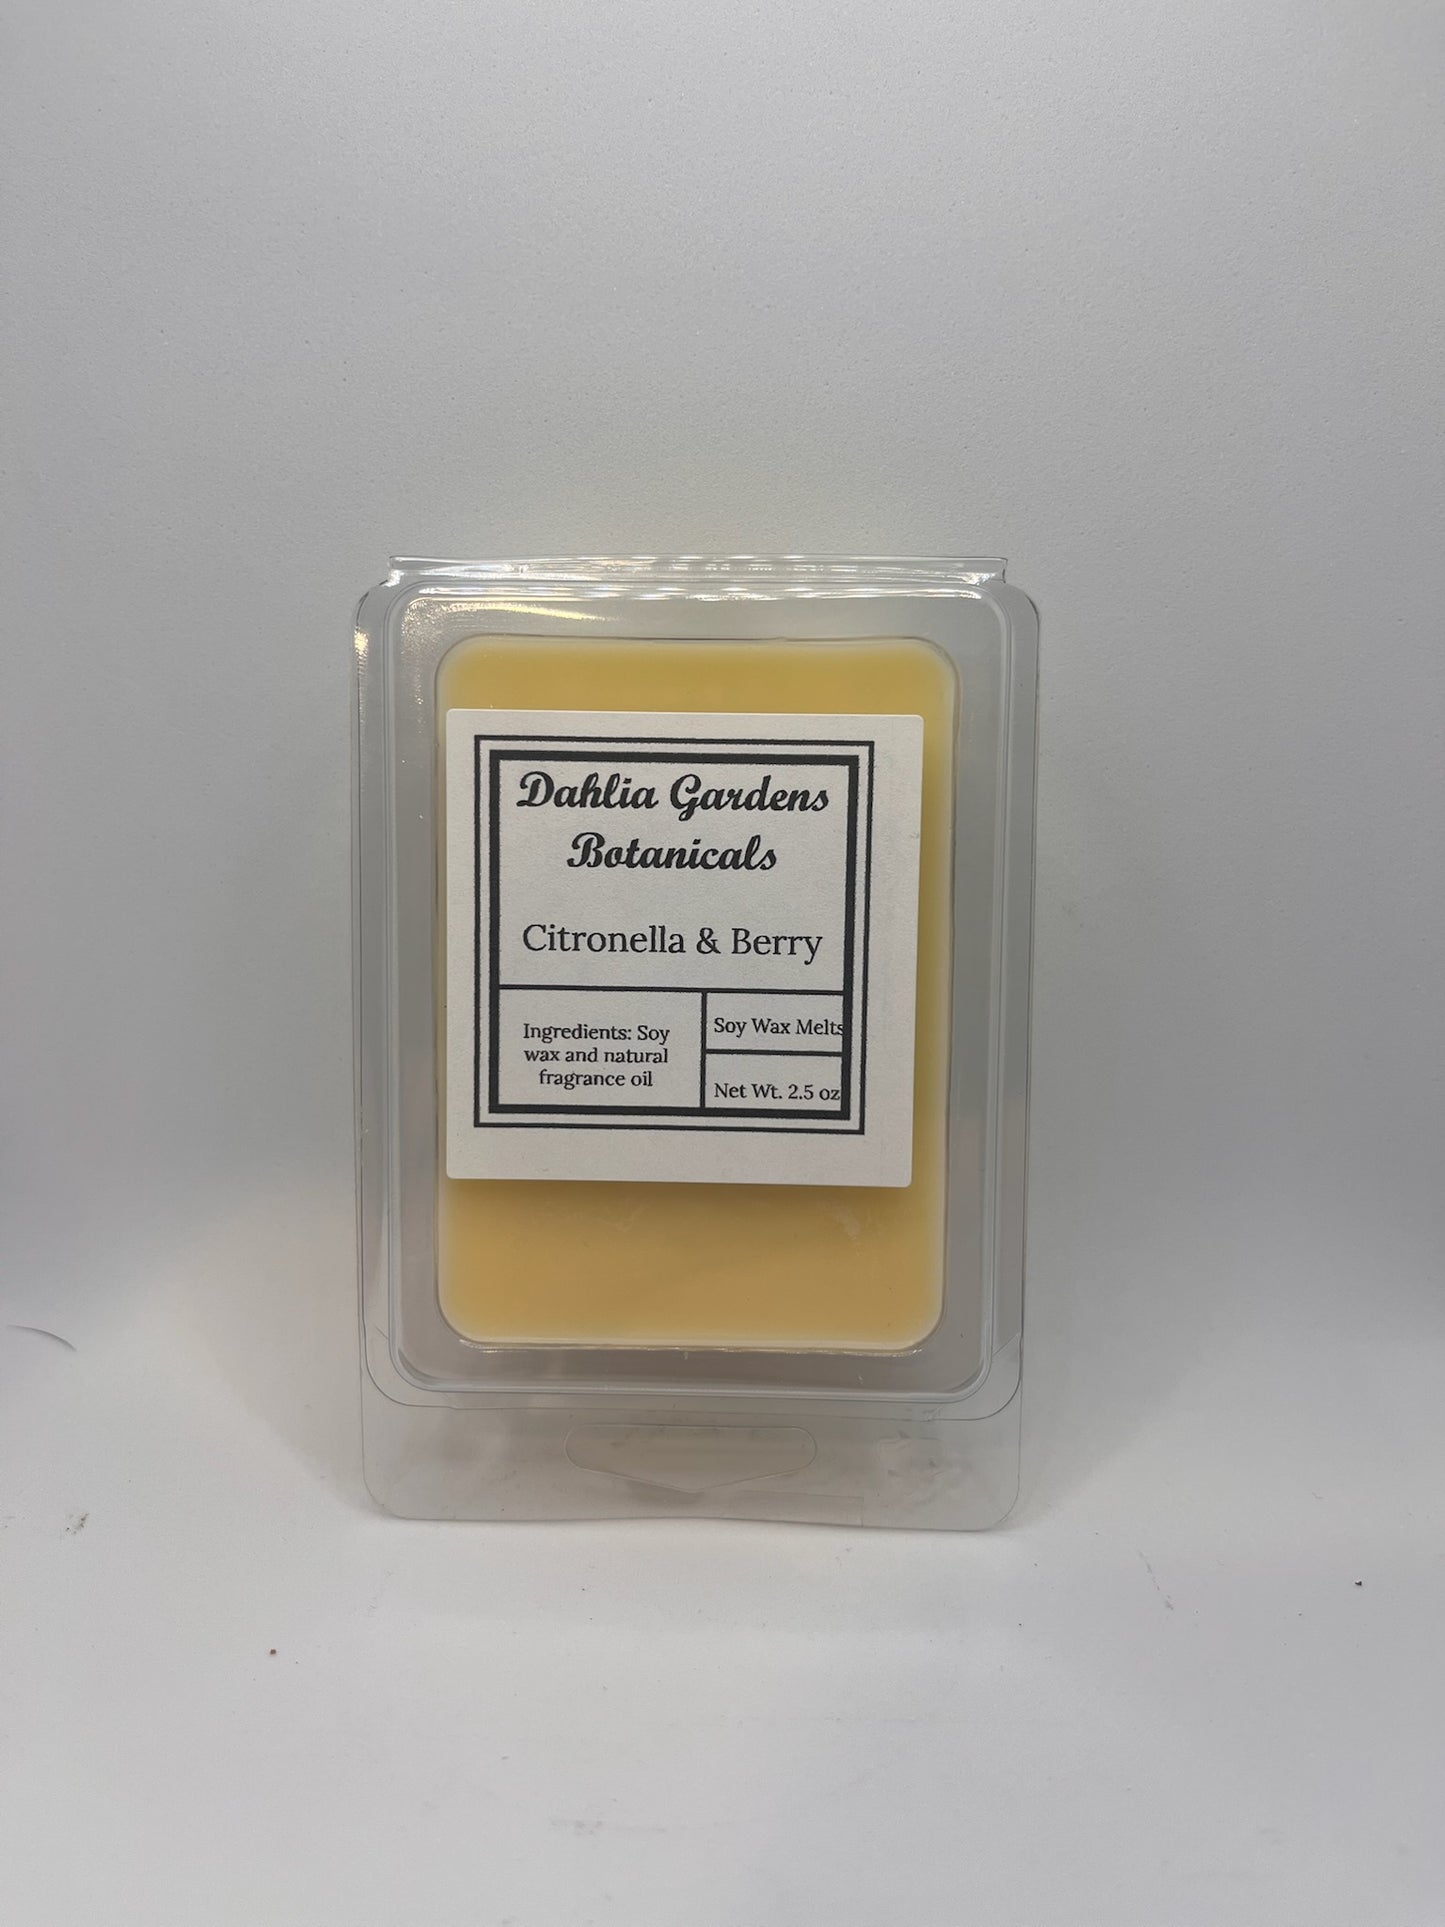 Dahlia Gardens
Botanicals
Citronella & Berry
Ingredients: Soy
wax and natural
fragrance oil
Soy Wax Melts
Net Wt. 2.5 oz